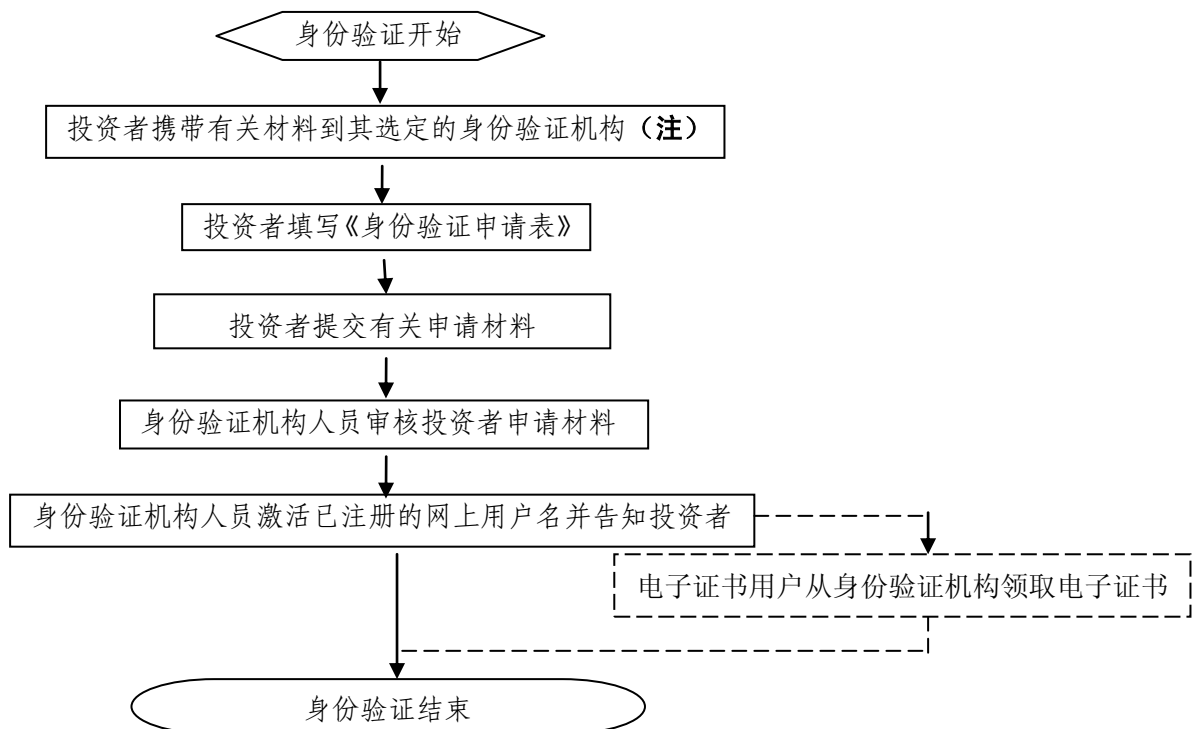 身份验证开始
投资者携带有关材料到其选定的身份验证机构（注）
投资者填写《身份验证申请表》
投资者提交有关申请材料
身份验证机构人员审核投资者申请材料
身份验证机构人员激活已注册的网上用户名并告知投资者
电子证书用户从身份验证机构领取电子证书
身份验证结束